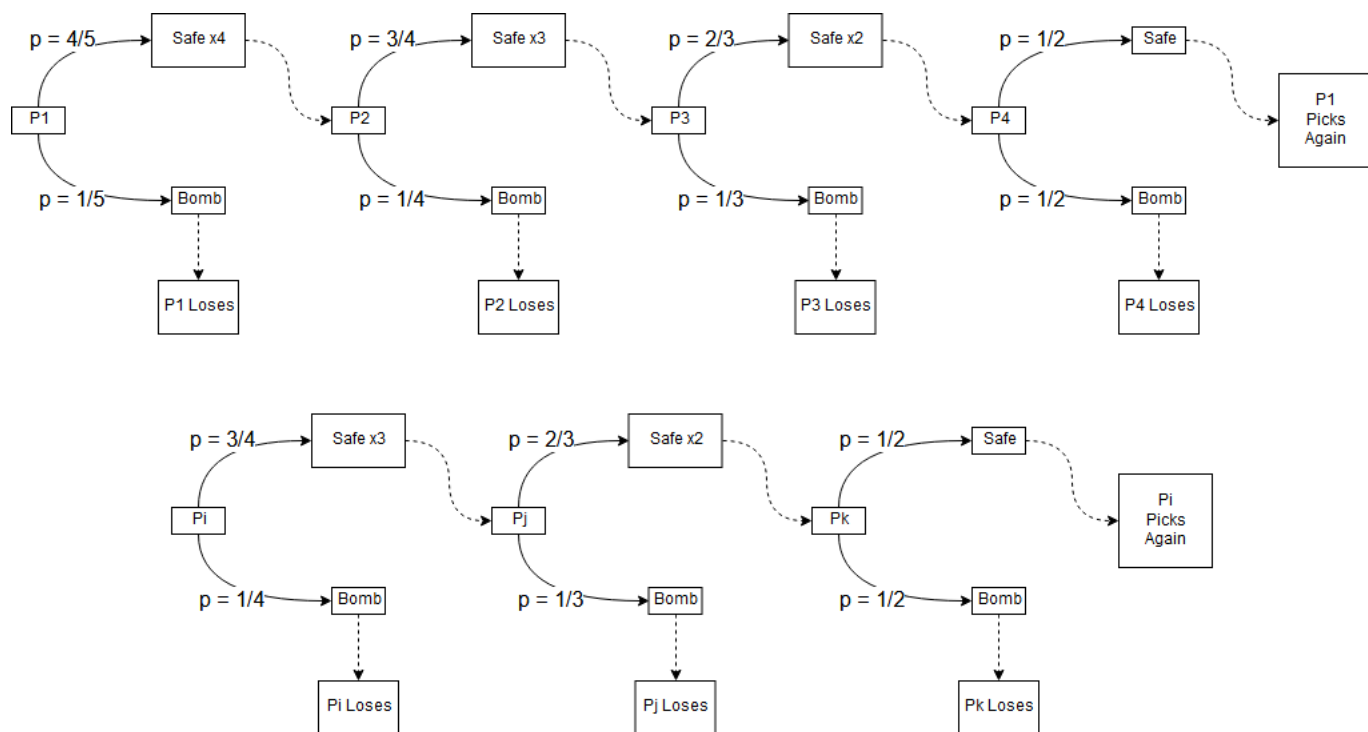 p = 4/5
Safe x4
p = 3/4
Safe x3
p = 2/3
Safe x2
p = 1/2
Safe
P1
P2
P3
P4
P1
Picks
Again
p = 1/5
Bomb
p = 1/4
Bomb
p = 1/3
Bomb
p = 1/2
Bomb
P1 Loses
P2 Loses
P3 Loses
P4 Loses
p = 3/4
Safe x3
p = 2/3
Safe x2
p = 1/2
Safe
Pi
Pj
Pk
Pi
Picks
Again
p = 1/4
Bomb
p = 1/3
Bomb
p = 1/2
Bomb
Pi Loses
Pj Loses
Pk Loses